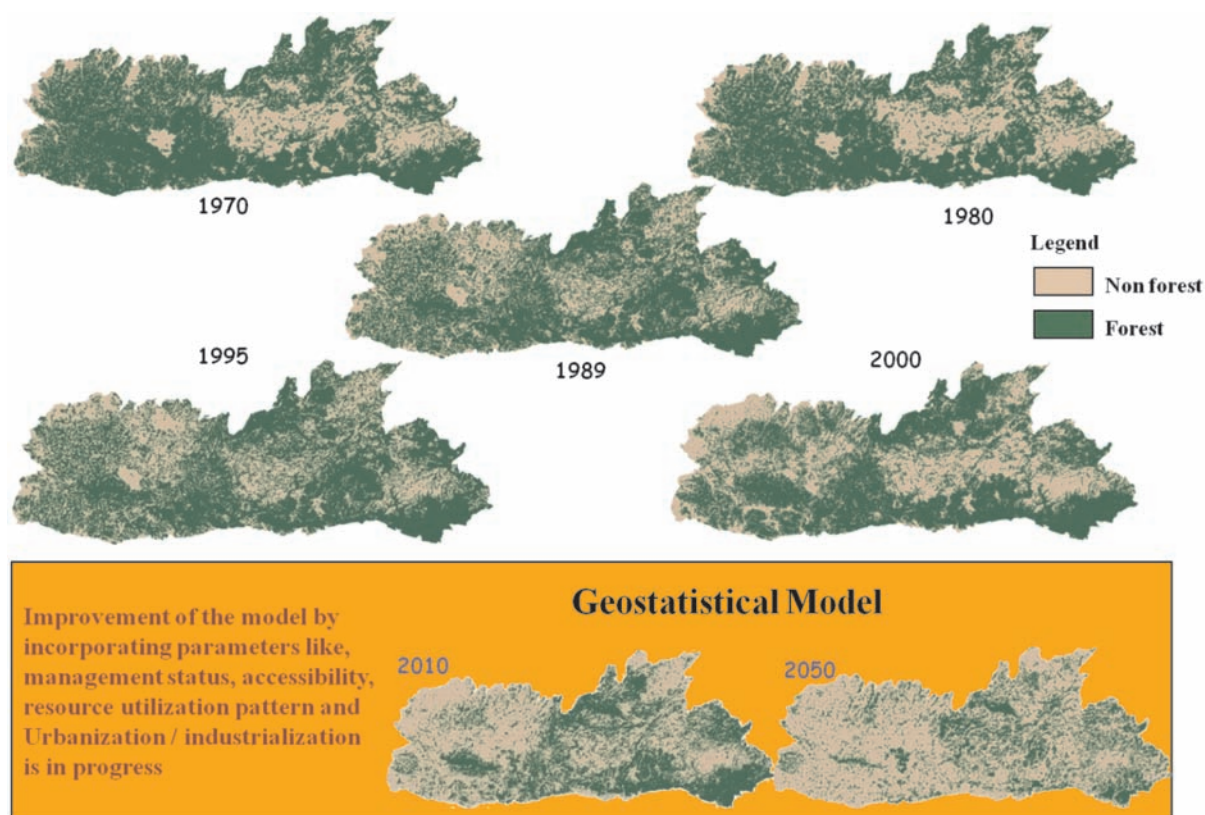 1970
1980
Legend
Non forest
Forest
1995
1989
2000
Geostatistical Model
Improvement of the model by
incorporating parameters like,
management status, accessibility,
resource utilization pattern and
Urbanization / industrialization
is in progress
2010
2050